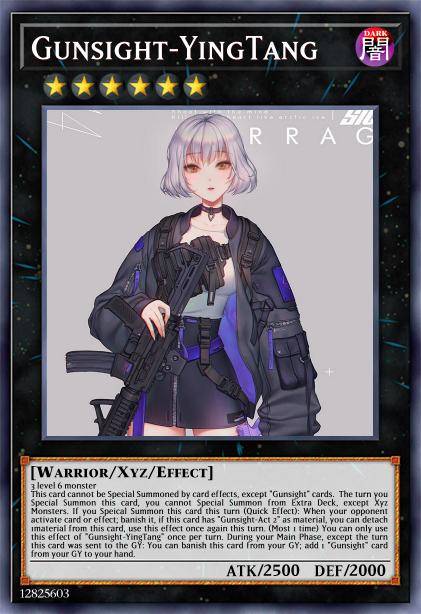 GUNSIGHT-YINGTANG
DARK
闇
RRAG
[WARRIOR/XYZ/EFFECT]
3 level 6 monster
This card cannot be Special Summoned by card effects, except "Gunsight" cards. The turn you
Special Summon this card, you cannot Special Summon from Extra Deck, except Xyz
Monsters. If you Speical Summon this card this turn (Quick Effect): When your opponent
activate card or effect; banish it, if this card has "Gunsight-Act 2" as material, you can detach
imaterial from this card, use this effect once again this turn. (Most 1 time) You can only use
this effect of "Gunsight-YingTang" once per turn. During your Main Phase, except the turn
this card was sent to the GY: You can banish this card from your GY; add 1 "Gunsight" card
from your GY to your hand.
ATK/2500 DEF/2000
12825603